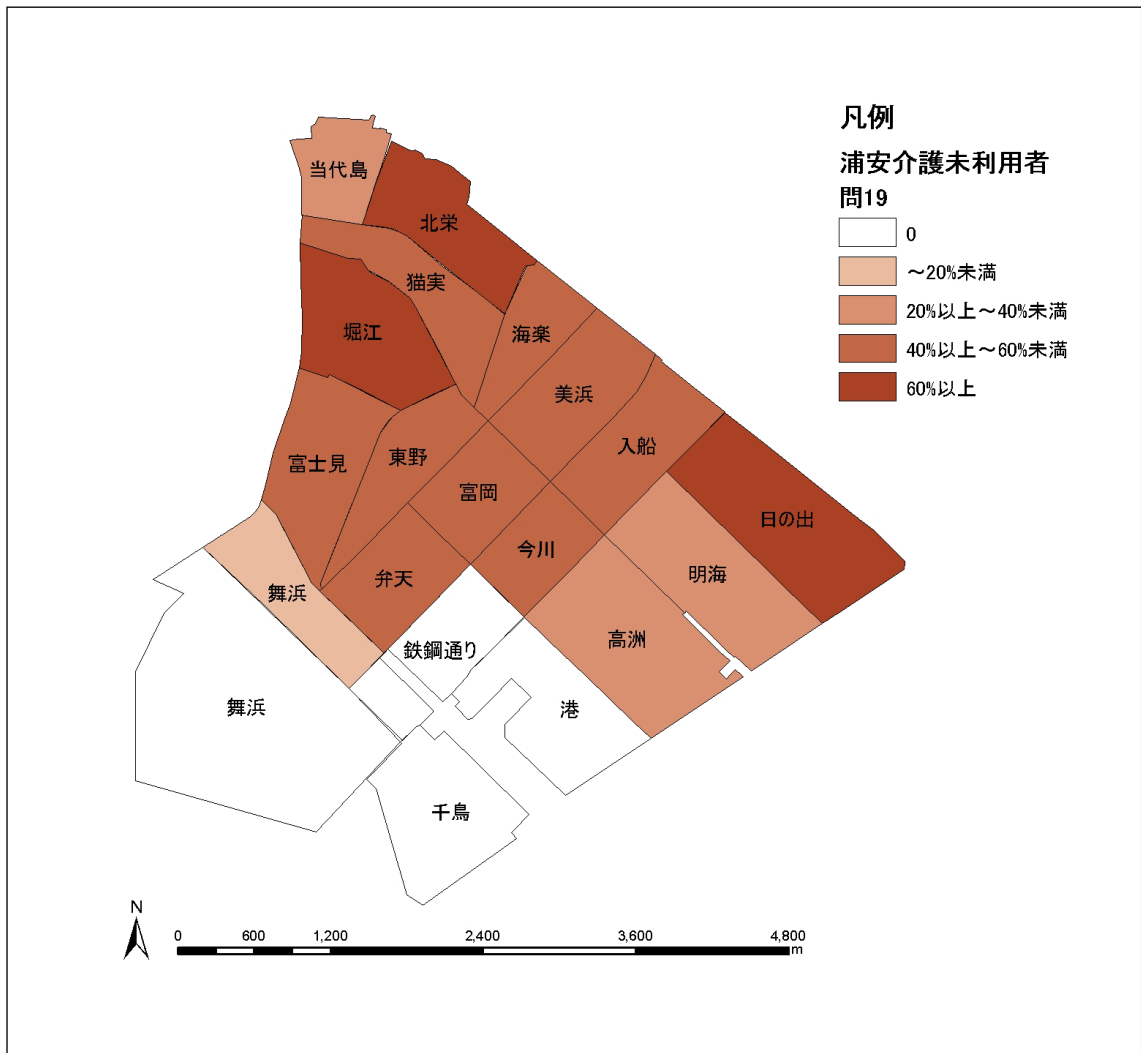 凡例
浦安介護未利用者
問19
0
～20%未満
20%以上～40%未満
40%以上～60%未満
60%以上
当代島
北栄
猫実
堀江
海楽
美浜
入船
東野
富士見
富岡
日の出
今川
明海
弁天
舞浜
高洲
鉄鋼通り
舞浜
港
千鳥
N
0 600 1,200 2,400 3,600 4,800
m